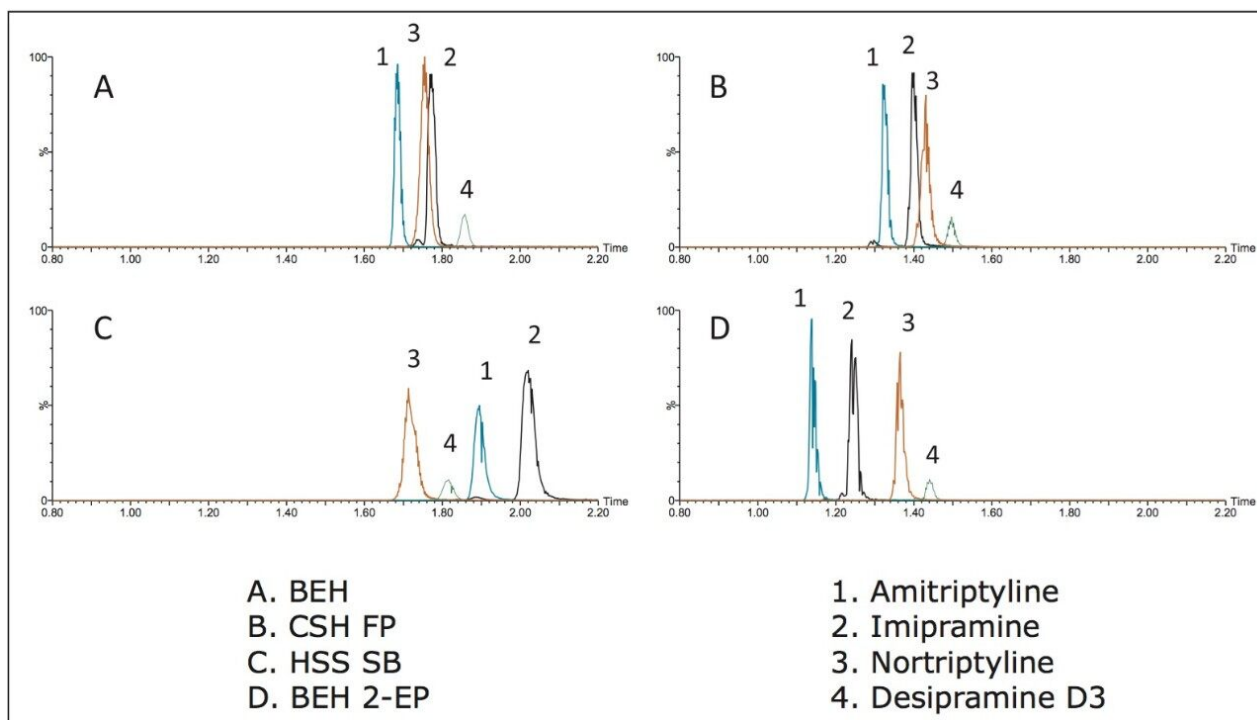 3
1
2
100
A
4
%
0
Time
0.80 1.00 1.20 1.40 1.60 1.80 2.00 2.20
2
1
3
100
B
4
%
0
Time
0.80 1.00 1.20 1.40 1.60 1.80 2.00 2.20
100
C
2
3
1
4
%
0
Time
0.80 1.00 1.20 1.40 1.60 1.80 2.00 2.20
1
2
3
100
D
4
%
0
Time
0.80 1.00 1.20 1.40 1.60 1.80 2.00 2.20
A. BEH
B. CSH FP
C. HSS SB
D. BEH 2-EP
1. Amitriptyline
2. Imipramine
3. Nortriptyline
4. Desipramine D3